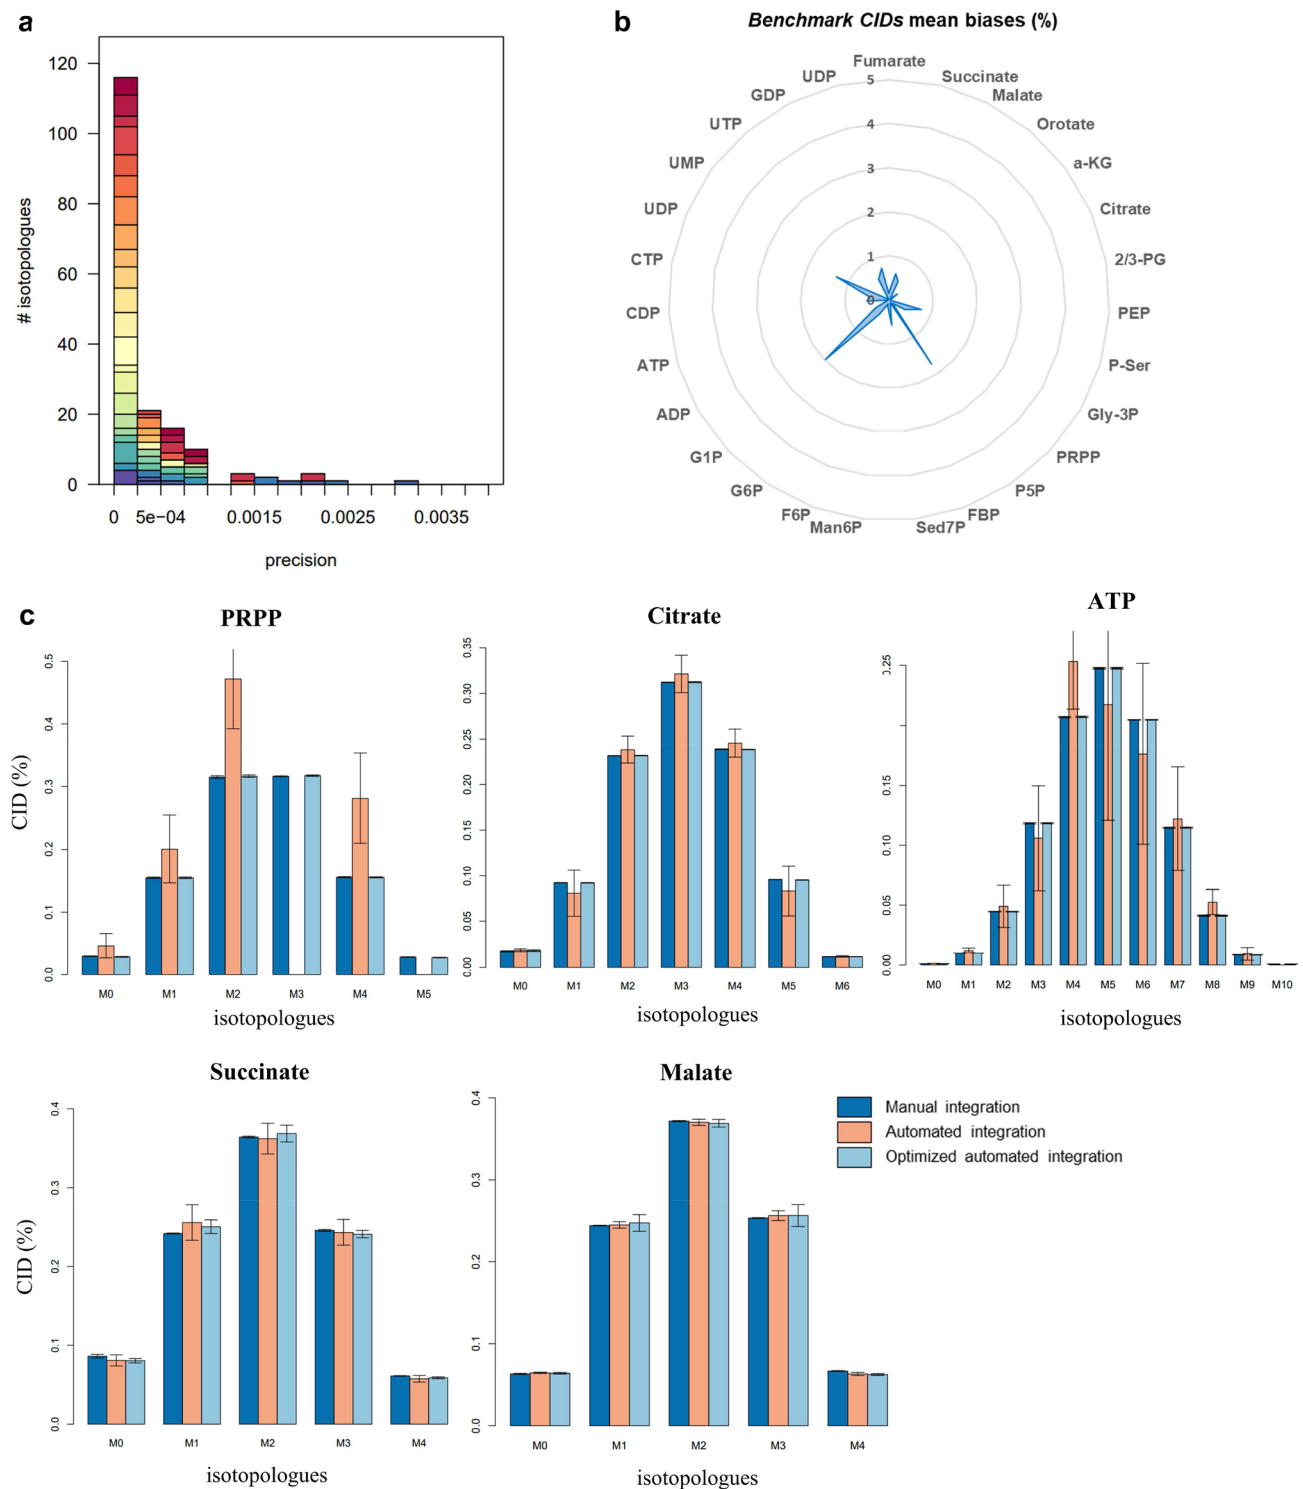 a
120
100
80
60
40
20
0
# isotopologues
0 5e−04 0.0015 0.0025 0.0035
precision
b
Benchmark CIDs mean biases (%)
Fumarate
Succinate
Malate
Orotate
a-KG
Citrate
2/3-PG
PEP
P-Ser
Gly-3P
PRPP
P5P
FBP
Sed7P
Man6P
F6P
G6P
G1P
ADP
ATP
CDP
CTP
UDP
UMP
UTP
GDP
UDP
5
4
3
2
1
0
c
PRPP
CID (%)
0.5
0.4
0.3
0.2
0.1
0.0
M0 M1 M2 M3 M4 M5
isotopologues
Citrate
0.35
0.30
0.25
0.20
0.15
0.10
0.05
0.00
M0 M1 M2 M3 M4 M5 M6
isotopologues
ATP
0.25
0.15
0.10
0.05
0.00
M0 M1 M2 M3 M4 M5 M6 M7 M8 M9 M10
isotopologues
Succinate
CID (%)
0.4
0.3
0.2
0.1
0.0
M0 M1 M2 M3 M4
isotopologues
Malate
0.4
0.3
0.2
0.1
0.0
M0 M1 M2 M3 M4
isotopologues
Manual integration
Automated integration
Optimized automated integration